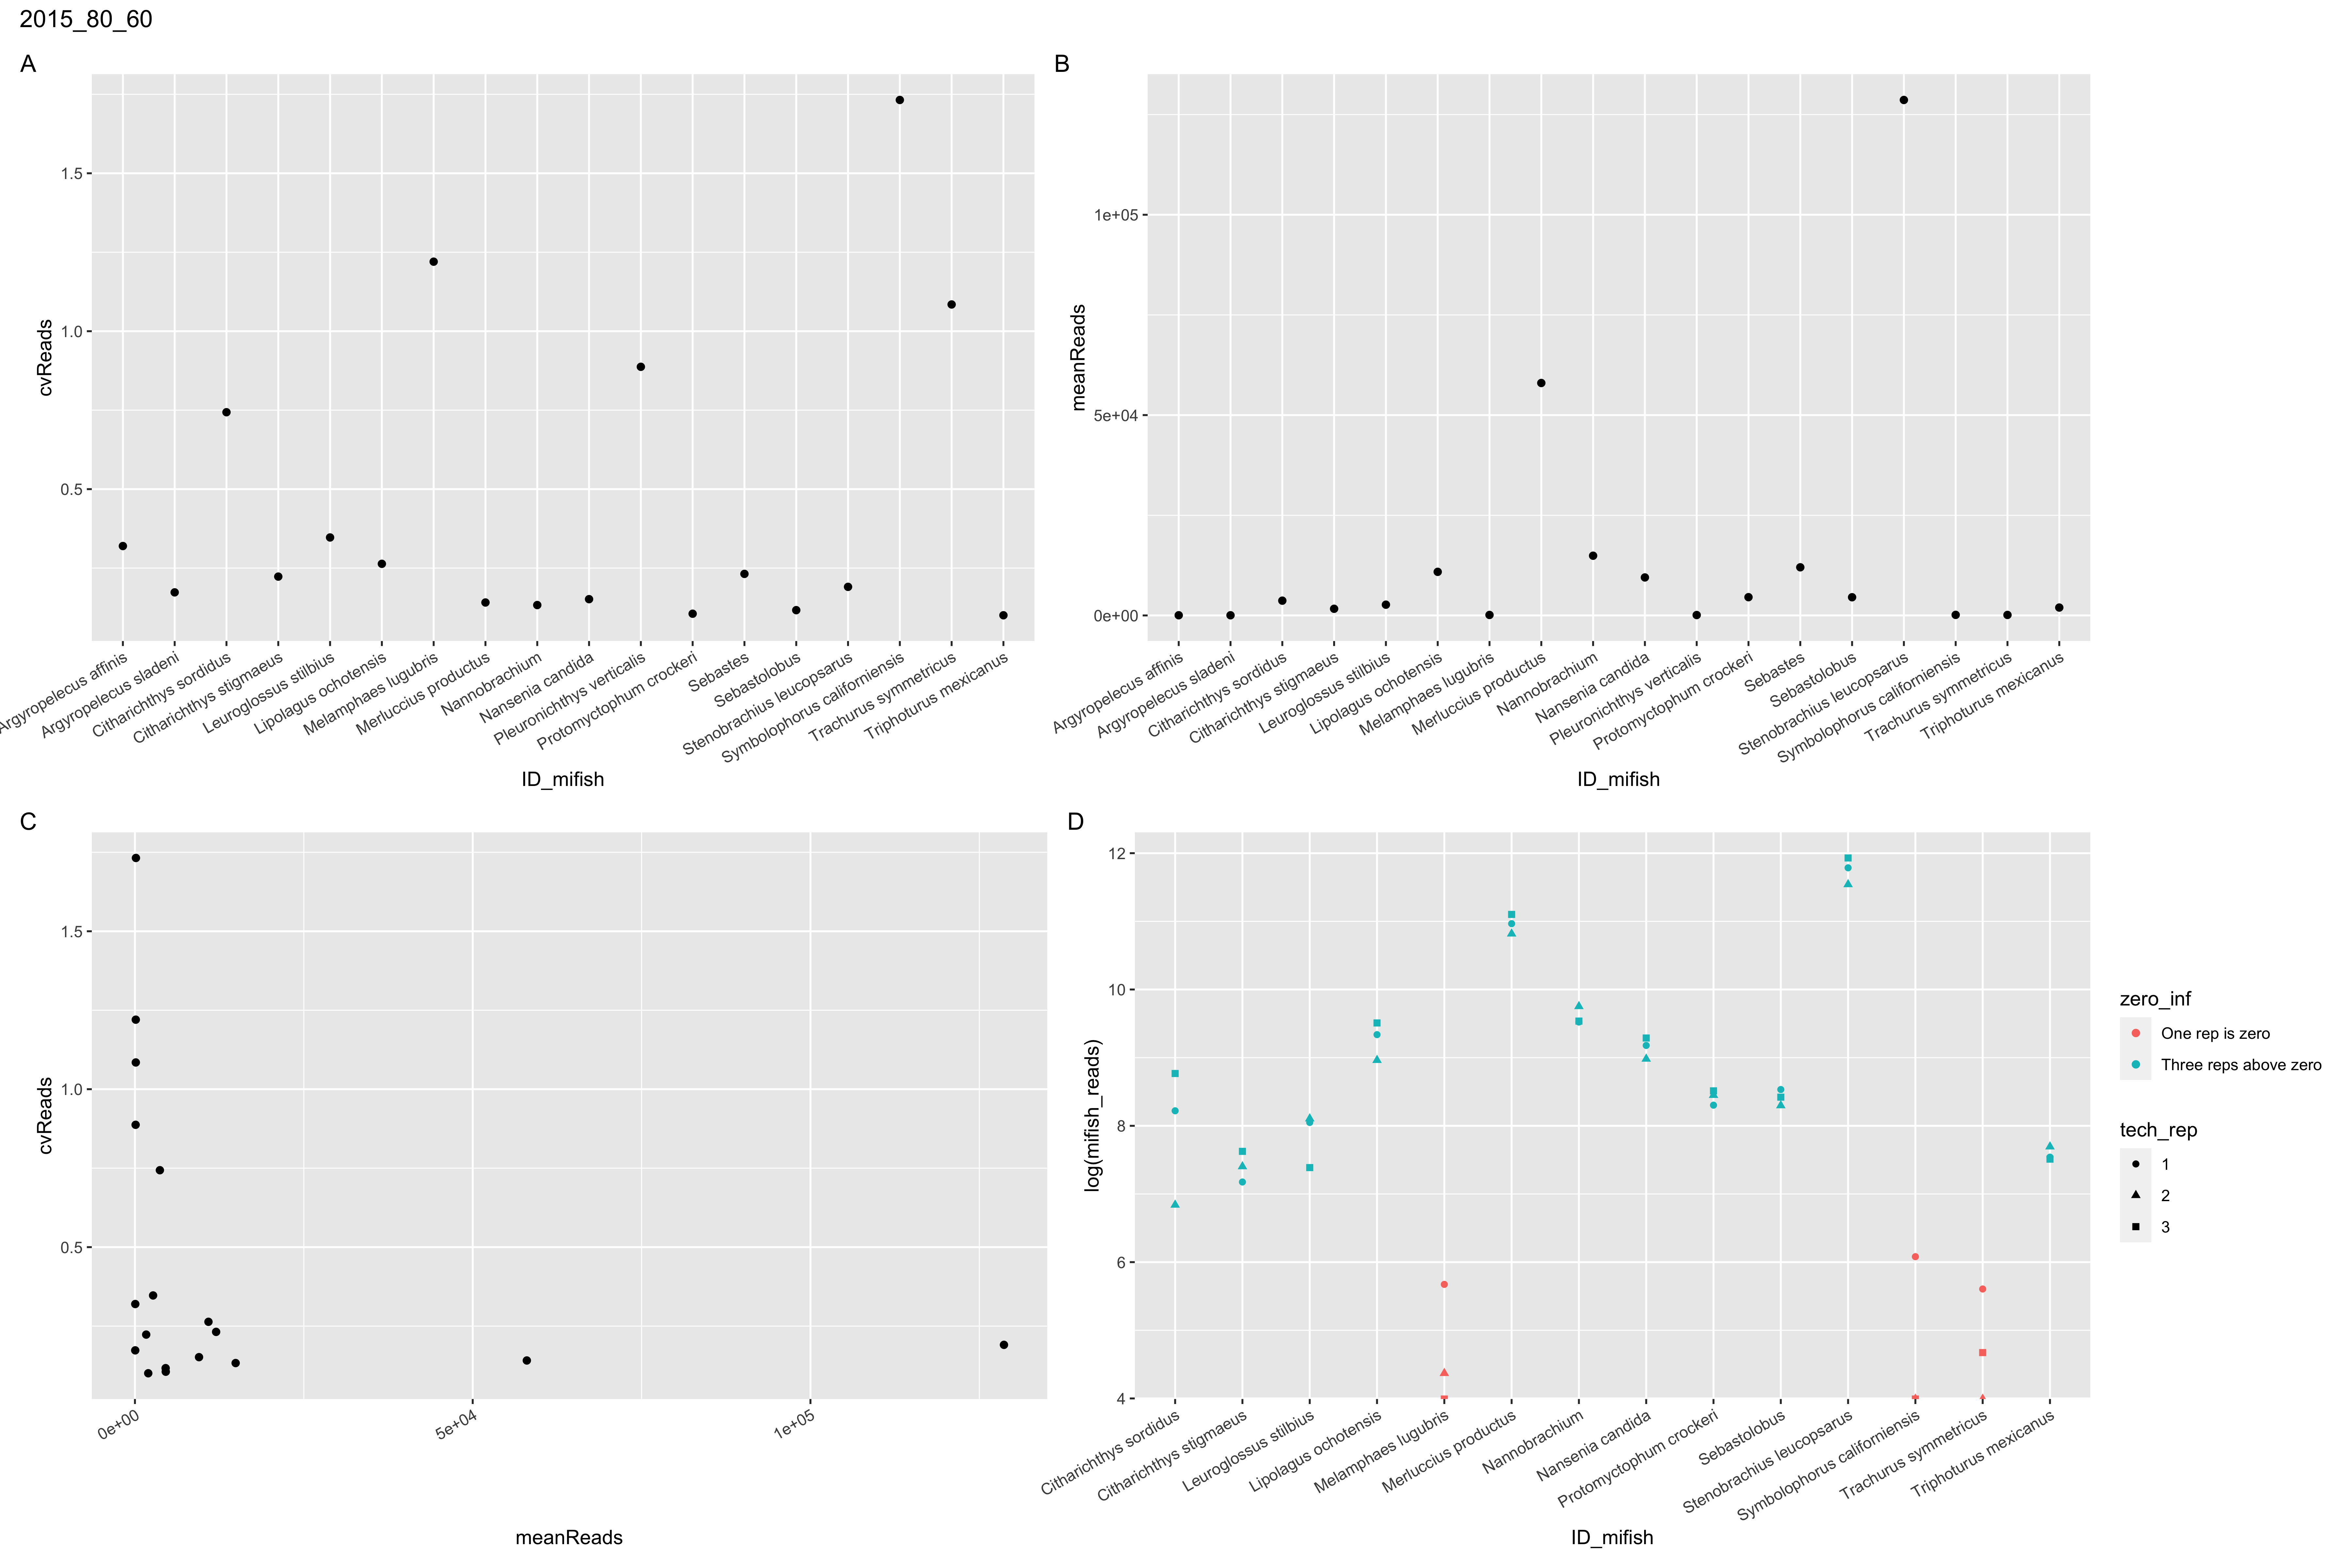 2015_80_60
A
cvReads
1.5
1.0
0.5
Argyropelecus affinis
Argyropelecus sladeni
Citharichthys sordidus
Citharichthys stigmaeus
Leuroglossus stilbius
Lipolagus ochotensis
Melamphaes lugubris
Merluccius productus
Nannobrachium
Nansenia candida
Pleuronichthys verticalis
Protomyctophum crockeri
Sebastes
Sebastolobus
Stenobrachius leucopsarus
Symbolophorus californiensis
Trachurus symmetricus
Triphoturus mexicanus
ID_mifish
B
meanReads
1e+05
5e+04
0e+00
Argyropelecus affinis
Argyropelecus sladeni
Citharichthys sordidus
Citharichthys stigmaeus
Leuroglossus stilbius
Lipolagus ochotensis
Melamphaes lugubris
Merluccius productus
Nannobrachium
Nansenia candida
Pleuronichthys verticalis
Protomyctophum crockeri
Sebastes
Sebastolobus
Stenobrachius leucopsarus
Symbolophorus californiensis
Trachurus symmetricus
Triphoturus mexicanus
ID_mifish
C
cvReads
1.5
1.0
0.5
0e+00
5e+04
1e+05
meanReads
D
log(mifish_reads)
12
10
8
6
4
Citharichthys sordidus
Citharichthys stigmaeus
Leuroglossus stilbius
Lipolagus ochotensis
Melamphaes lugubris
Merluccius productus
Nannobrachium
Nansenia candida
Protomyctophum crockeri
Sebastolobus
Stenobrachius leucopsarus
Symbolophorus californiensis
Trachurus symmetricus
Triphoturus mexicanus
ID_mifish
zero_inf
One rep is zero
Three reps above zero
tech_rep
1
2
3